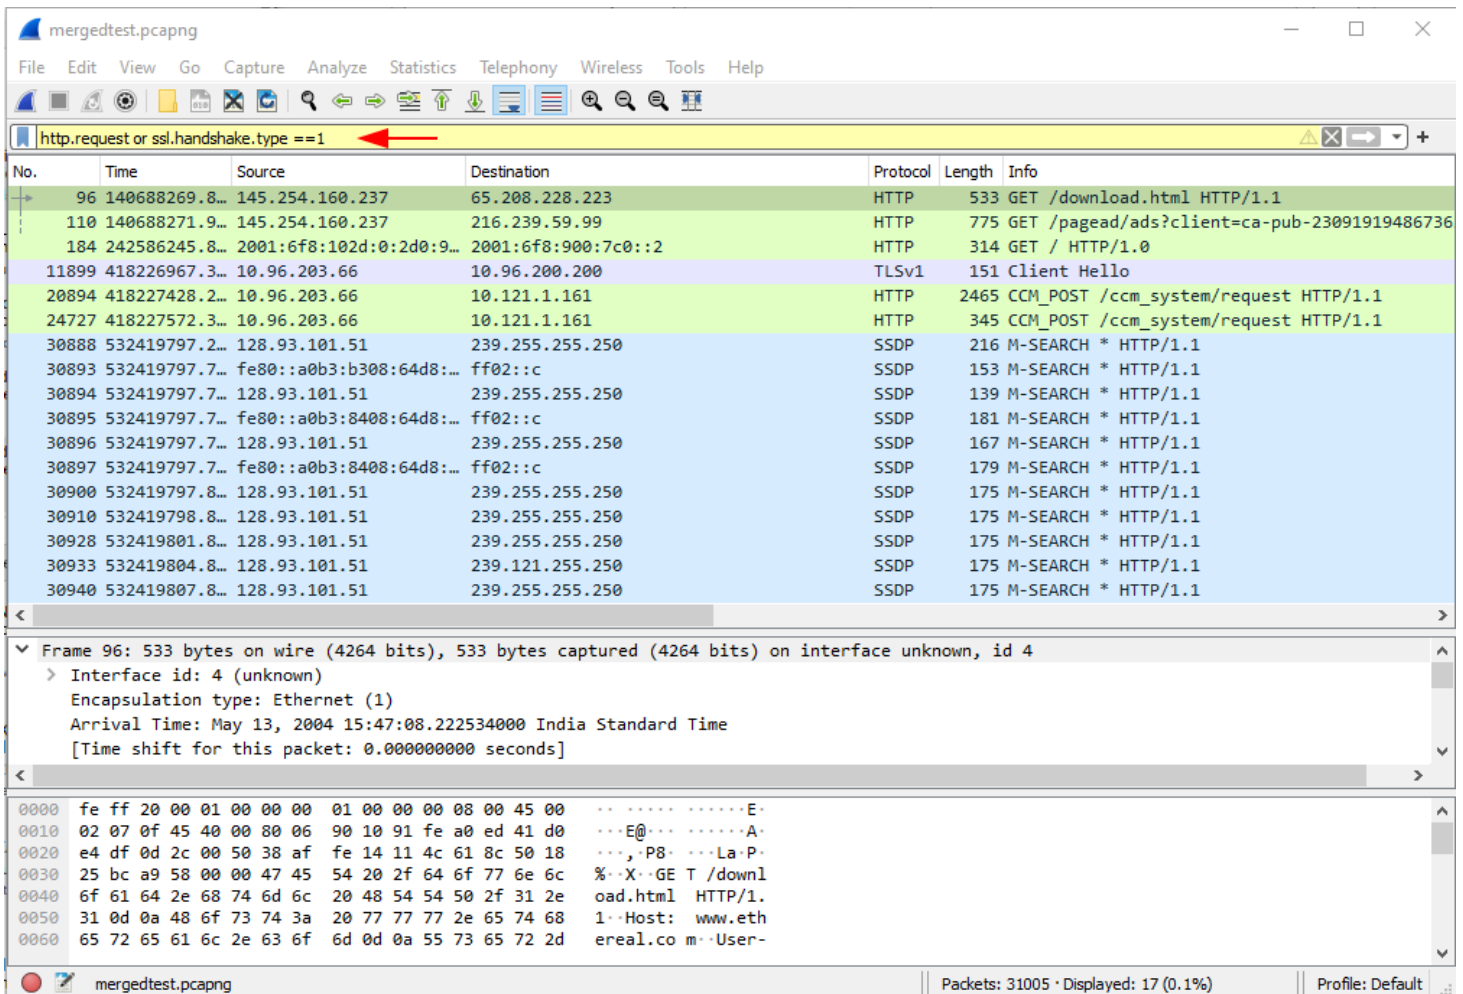 mergedtest.pcapng
File Edit View Go Capture Analyze Statistics Telephony Wireless Tools Help
http.request or ssl.handshake.type ==1
No. Time Source Destination Protocol Length Info
96 140688269.8… 145.254.160.237 65.208.228.223 HTTP 533 GET /download.html HTTP/1.1
110 140688271.9… 145.254.160.237 216.239.59.99 HTTP 775 GET /pagead/ads?client=ca-pub-23091919486736
184 242586245.8… 2001:6f8:102d:0:2d0:9… 2001:6f8:900:7c0::2 HTTP 314 GET / HTTP/1.0
11899 418226967.3… 10.96.203.66 10.96.200.200 TLSv1 151 Client Hello
20894 418227428.2… 10.96.203.66 10.121.1.161 HTTP 2465 CCM_POST /ccm_system/request HTTP/1.1
24727 418227572.3… 10.96.203.66 10.121.1.161 HTTP 345 CCM_POST /ccm_system/request HTTP/1.1
30888 532419797.2… 128.93.101.51 239.255.255.250 SSDP 216 M-SEARCH * HTTP/1.1
30893 532419797.7… fe80::a0b3:b308:64d8:… ff02::c SSDP 153 M-SEARCH * HTTP/1.1
30894 532419797.7… 128.93.101.51 239.255.255.250 SSDP 139 M-SEARCH * HTTP/1.1
30895 532419797.7… fe80::a0b3:8408:64d8:… ff02::c SSDP 181 M-SEARCH * HTTP/1.1
30896 532419797.7… 128.93.101.51 239.255.255.250 SSDP 167 M-SEARCH * HTTP/1.1
30897 532419797.7… fe80::a0b3:8408:64d8:… ff02::c SSDP 179 M-SEARCH * HTTP/1.1
30900 532419797.8… 128.93.101.51 239.255.255.250 SSDP 175 M-SEARCH * HTTP/1.1
30910 532419798.8… 128.93.101.51 239.255.255.250 SSDP 175 M-SEARCH * HTTP/1.1
30928 532419801.8… 128.93.101.51 239.255.255.250 SSDP 175 M-SEARCH * HTTP/1.1
30933 532419804.8… 128.93.101.51 239.121.255.250 SSDP 175 M-SEARCH * HTTP/1.1
30940 532419807.8… 128.93.101.51 239.255.255.250 SSDP 175 M-SEARCH * HTTP/1.1
Frame 96: 533 bytes on wire (4264 bits), 533 bytes captured (4264 bits) on interface unknown, id 4
Interface id: 4 (unknown)
Encapsulation type: Ethernet (1)
Arrival Time: May 13, 2004 15:47:08.222534000 India Standard Time
[Time shift for this packet: 0.000000000 seconds]
0000 fe ff 20 00 01 00 00 00 01 00 00 00 08 00 45 00 ·· ····· ······E·
0010 02 07 0f 45 40 00 80 06 90 10 91 fe a0 ed 41 d0 ···E@··· ······A·
0020 e4 df 0d 2c 00 50 38 af fe 14 11 4c 61 8c 50 18 ···,·P8· ···La·P·
0030 25 bc a9 58 00 00 47 45 54 20 2f 64 6f 77 6e 6c %··X··GE T /downl
0040 6f 61 64 2e 68 74 6d 6c 20 48 54 54 50 2f 31 2e oad.html HTTP/1.
0050 31 0d 0a 48 6f 73 74 3a 20 77 77 77 2e 65 74 68 1··Host: www.eth
0060 65 72 65 61 6c 2e 63 6f 6d 0d 0a 55 73 65 72 2d ereal.co m··User-
mergedtest.pcapng Packets: 31005 · Displayed: 17 (0.1%) Profile: Default